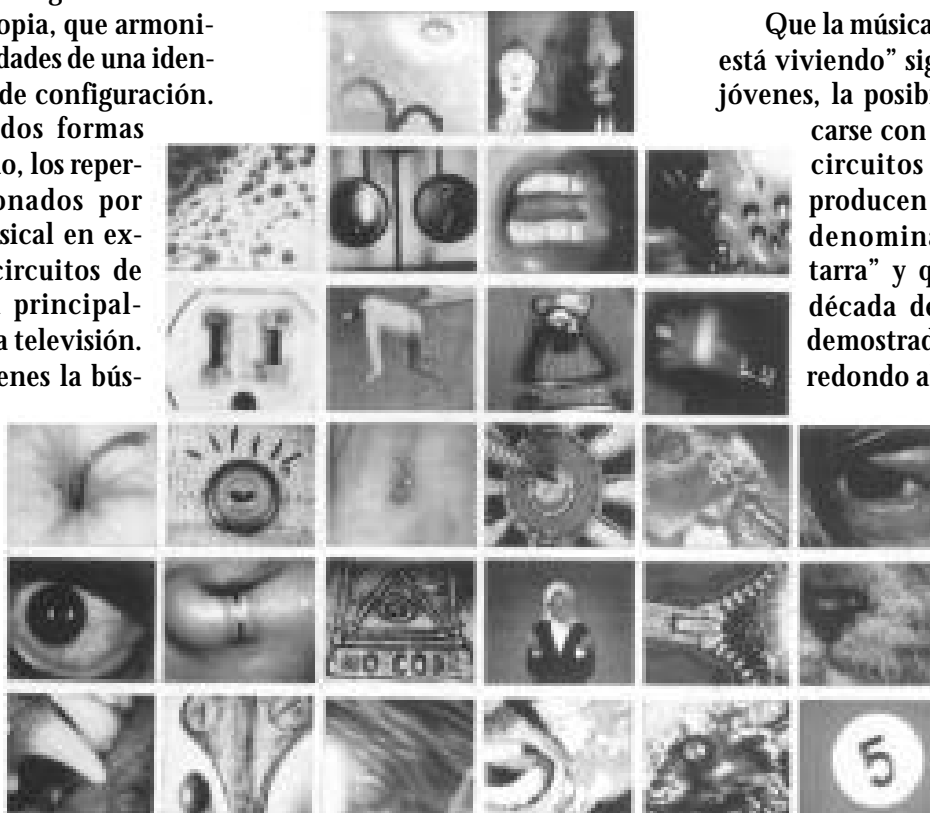 opia, que armoni-
dades de una iden-
de configuración.
dos formas
o, los reper-
onados por
sical en ex-
circuitos de
principal-
a televisión.
enes la bús-
Que la música
está viviendo” sig
jóvenes, la posib
carse con
circuitos
producen
denomina
tarra” y q
década de
demostrad
redondo a
NO CODE
5